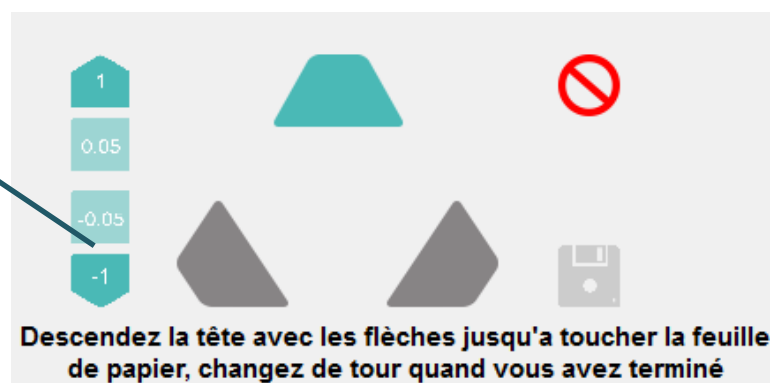 1
0.05
-0.05
-1
Descendez la tête avec les flèches jusqu'a toucher la feuille
de papier, changez de tour quand vous avez terminé